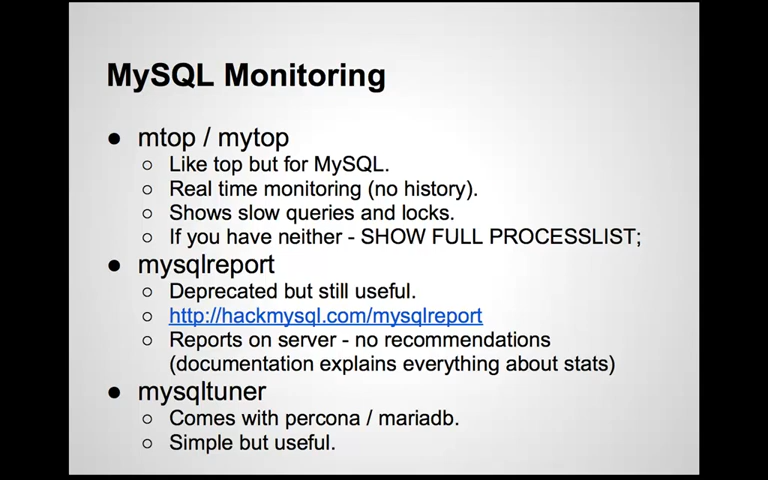 MySQL Monitoring
● mtop / mytop
○ Like top but for MySQL.
○ Real time monitoring (no history).
○ Shows slow queries and locks.
○ If you have neither - SHOW FULL PROCESSLIST;
● mysqlreport
○ Deprecated but still useful.
○ http://hackmysql.com/mysqlreport
○ Reports on server - no recommendations
(documentation explains everything about stats)
● mysqltuner
○ Comes with percona / mariadb.
○ Simple but useful.